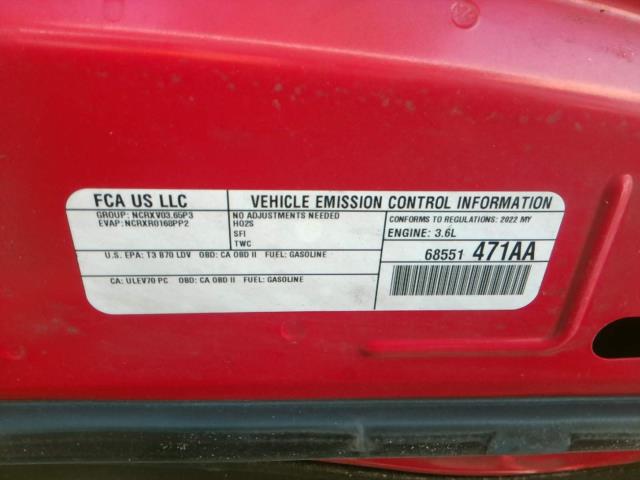 FCA US LLC
VEHICLE EMISSION CONTROL INFORMATION
GROUP: NCRXV03.65P3
EVAP: NCRXR0168PP2
NO ADJUSTMENTS NEEDED
HO2S
SFI
TWC
CONFORMS TO REGULATIONS: 2022 MY
ENGINE: 3.6L
U.S. EPA: T3 B70 LDV OBD: CA OBD II FUEL: GASOLINE
68551 471AA
CA: ULEV70 PC OBD: CA OBD II FUEL: GASOLINE